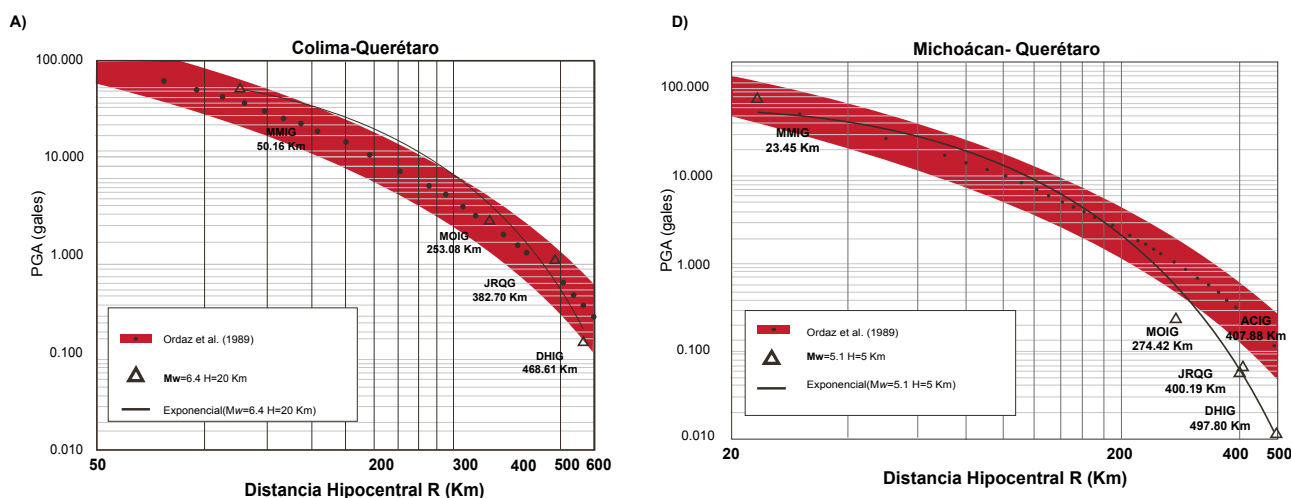 A)
Colima-Querétaro
100.000
10.000
1.000
0.100
0.010
PGA (gales)
MMIG
50.16 Km
MOIG
253.08 Km
JRQG
382.70 Km
DHIG
468.61 Km
Ordaz et al. (1989)
Mw=6.4 H=20 Km
Exponencial(Mw=6.4 H=20 Km)
50 200 300 400 500 600
Distancia Hipocentral R (Km)
D)
Michoácan- Querétaro
100.000
10.000
1.000
0.100
0.010
PGA (gales)
MMIG
23.45 Km
MOIG
274.42 Km
ACIG
407.88 Km
JRQG
400.19 Km
DHIG
497.80 Km
Ordaz et al. (1989)
Mw=5.1 H=5 Km
Exponencial(Mw=5.1 H=5 Km)
20 200 400 500
Distancia Hipocentral R (Km)